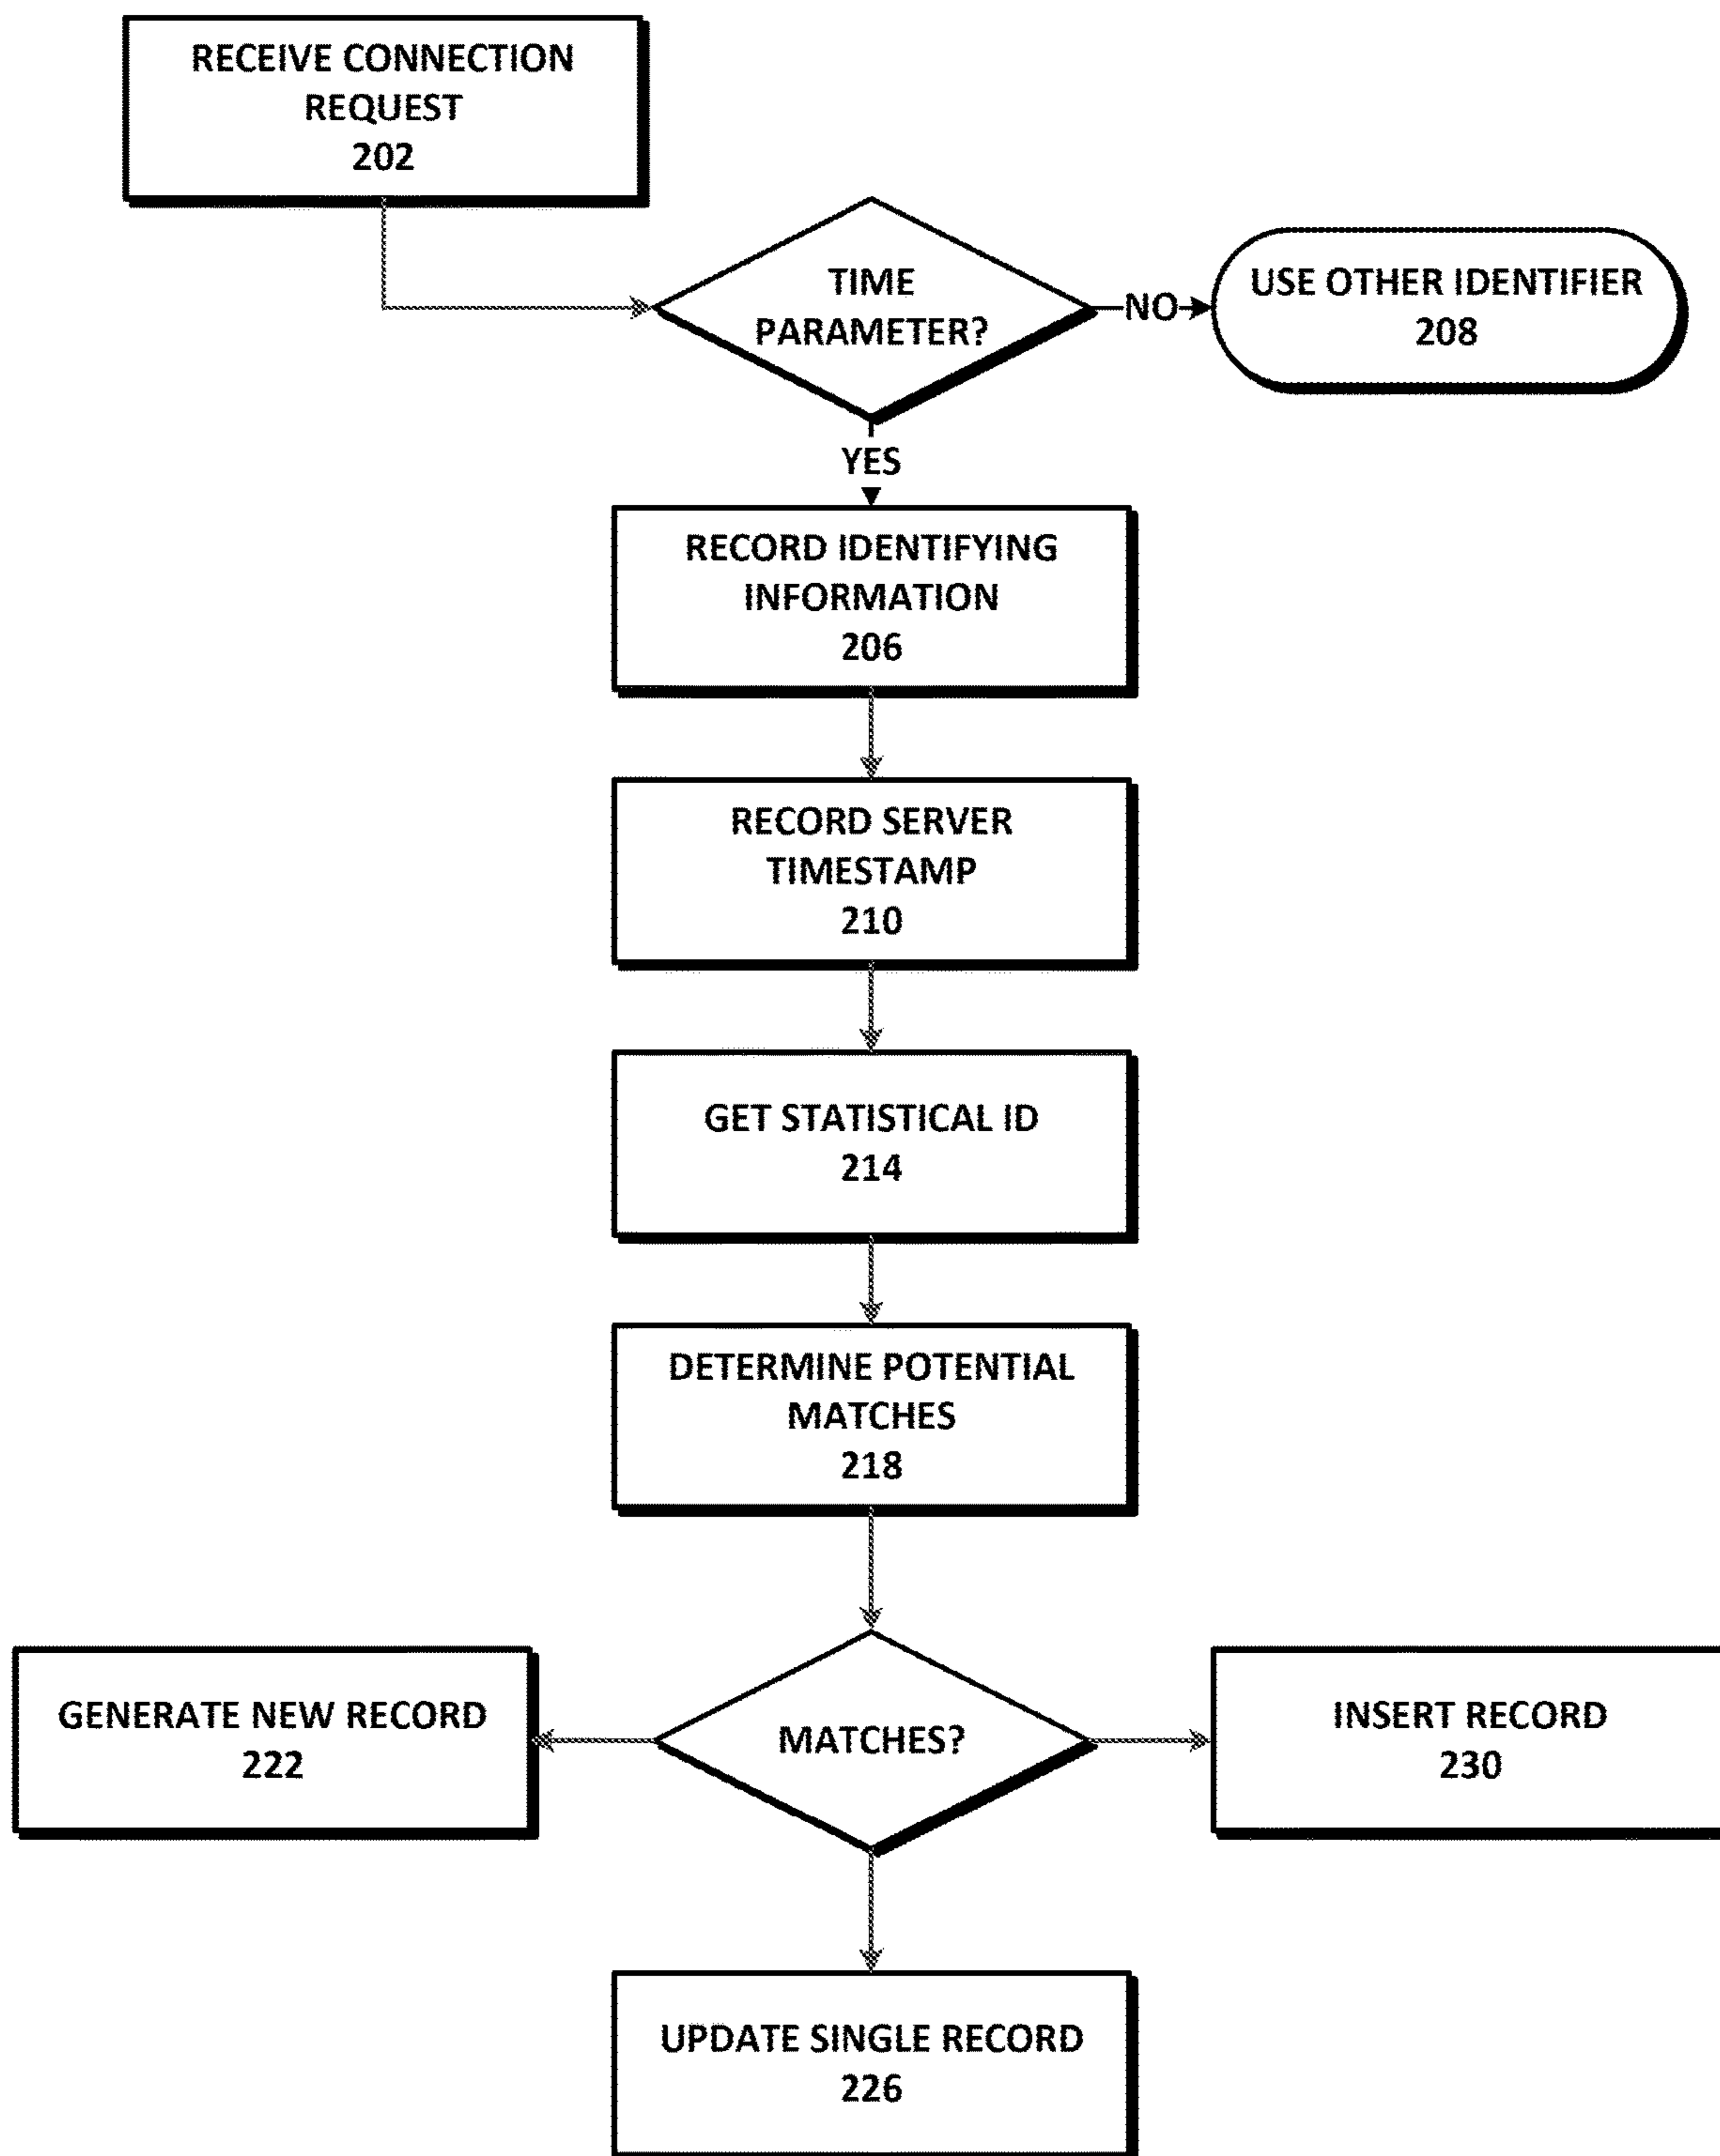 RECEIVE CONNECTION
REQUEST
202
TIME
PARAMETER?
NO
USE OTHER IDENTIFIER
208
YES
RECORD IDENTIFYING
INFORMATION
206
RECORD SERVER
TIMESTAMP
210
GET STATISTICAL ID
214
DETERMINE POTENTIAL
MATCHES
218
GENERATE NEW RECORD
222
MATCHES?
INSERT RECORD
230
UPDATE SINGLE RECORD
226